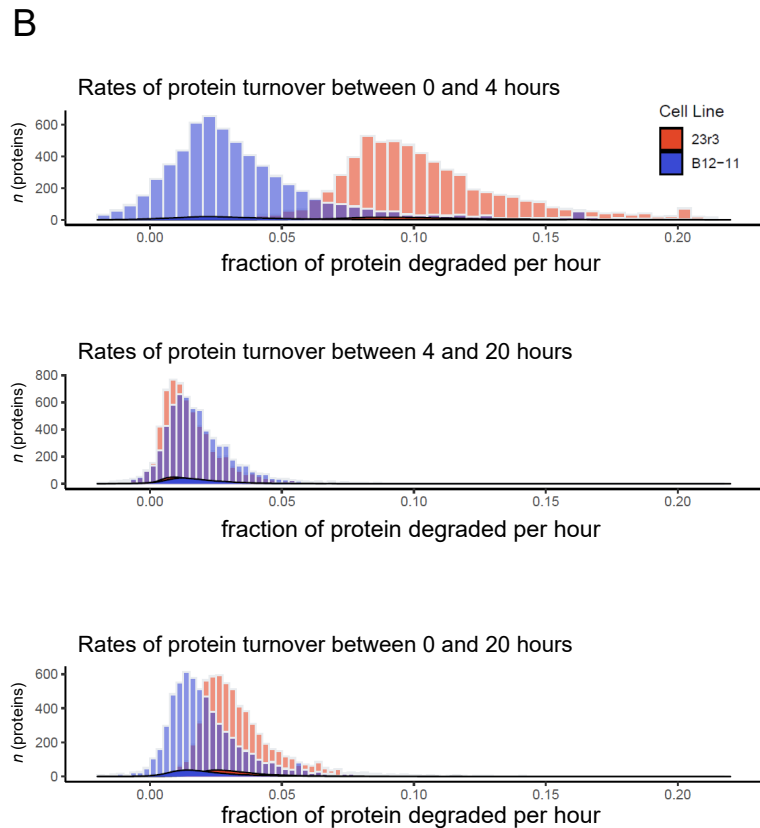 B
Rates of protein turnover between 0 and 4 hours
Cell Line
23r3
B12−11
n (proteins)
600
400
200
0
0.00 0.05 0.10 0.15 0.20
fraction of protein degraded per hour
Rates of protein turnover between 4 and 20 hours
n (proteins)
800
600
400
200
0
0.00 0.05 0.10 0.15 0.20
fraction of protein degraded per hour
Rates of protein turnover between 0 and 20 hours
n (proteins)
600
400
200
0
0.00 0.05 0.10 0.15 0.20
fraction of protein degraded per hour